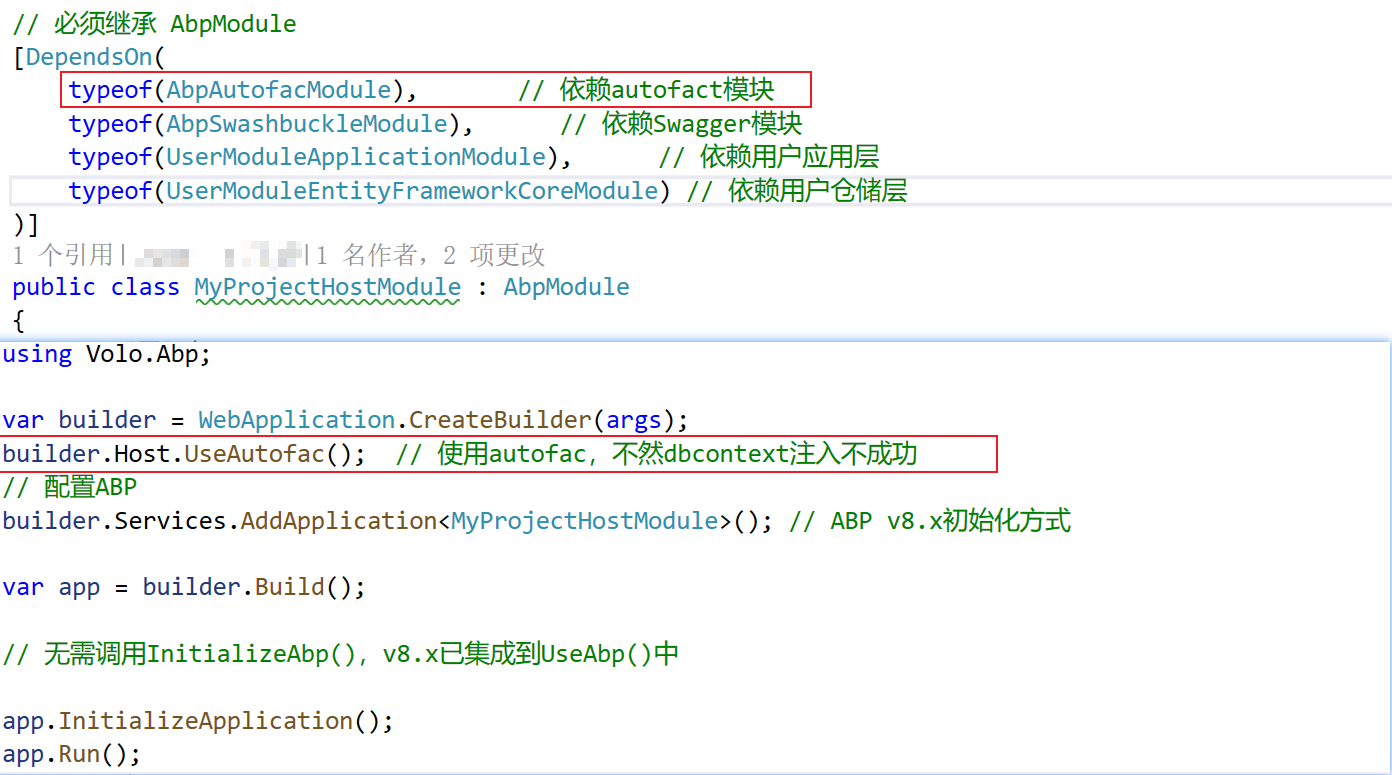 // 必须继承 AbpModule
[DependsOn(
    typeof(AbpAutofacModule),       // 依赖autofact模块
    typeof(AbpSwashbuckleModule),      // 依赖Swagger模块
    typeof(UserModuleApplicationModule),      // 依赖用户应用层
    typeof(UserModuleEntityFrameworkCoreModule) // 依赖用户仓储层
)]
1 个引用| |1 名作者，2 项更改
public class MyProjectHostModule : AbpModule
{
using Volo.Abp;
var builder = WebApplication.CreateBuilder(args);
builder.Host.UseAutofac();  // 使用autofac，不然dbcontext注入不成功
// 配置ABP
builder.Services.AddApplication<MyProjectHostModule>(); // ABP v8.x初始化方式
var app = builder.Build();
// 无需调用InitializeAbp()，v8.x已集成到UseAbp()中
app.InitializeApplication();
app.Run();